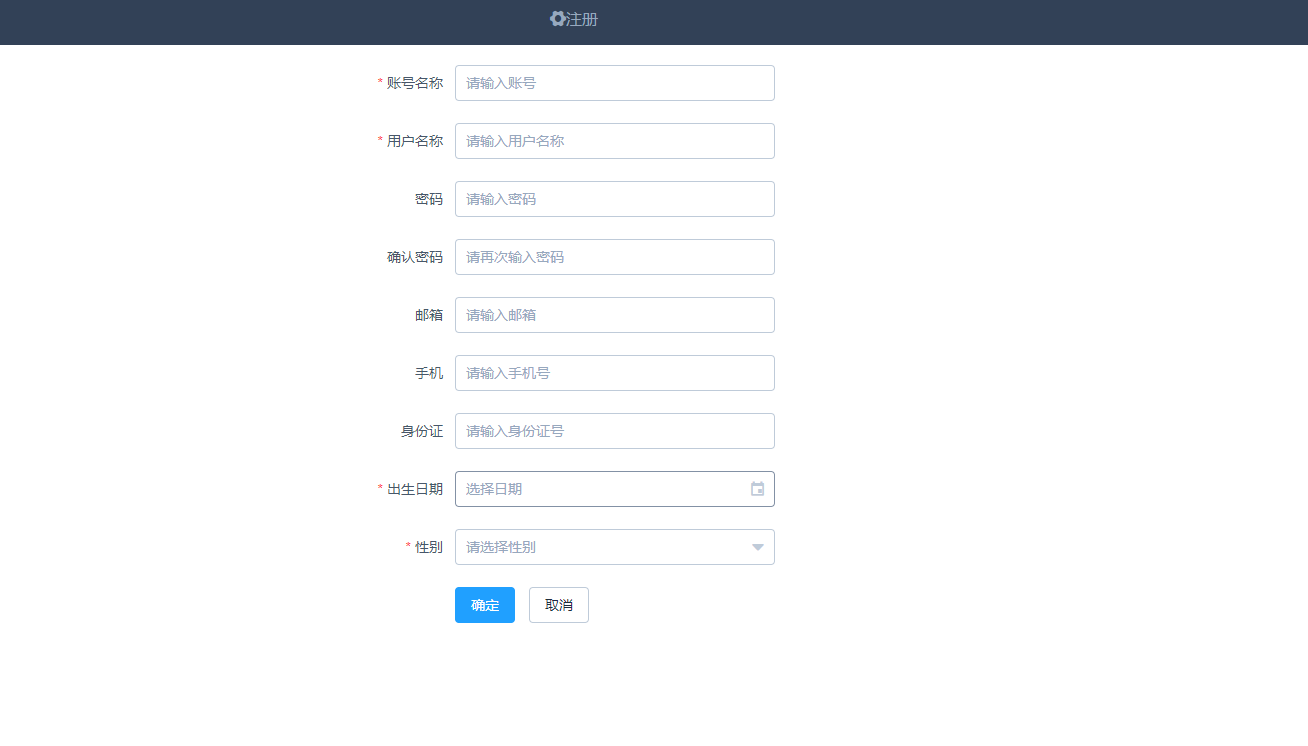 注册
* 账号名称 请输入账号
* 用户名称 请输入用户名称
密码 请输入密码
确认密码 请再次输入密码
邮箱 请输入邮箱
手机 请输入手机号
身份证 请输入身份证号
* 出生日期 选择日期
* 性别 请选择性别
确定 取消